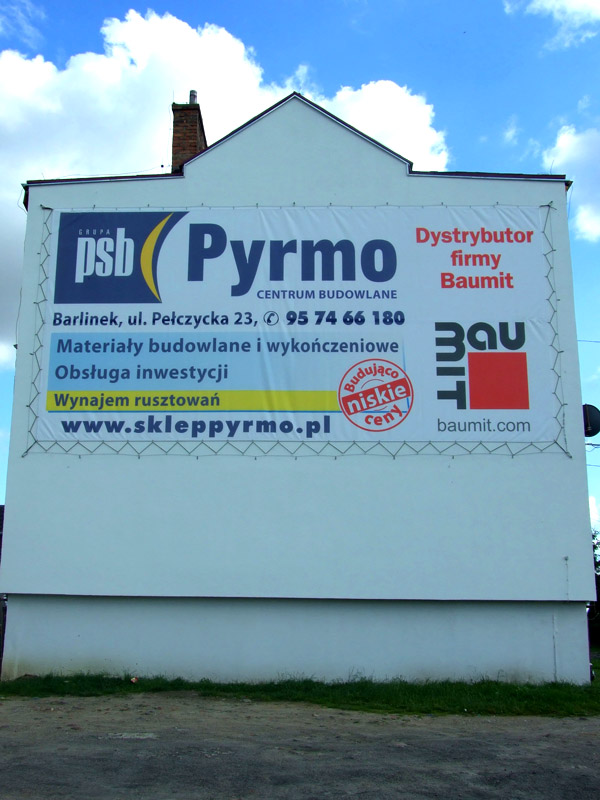 GRUPA
psb
Pyrmo
CENTRUM BUDOWLANE
Barlinek, ul. Pełczycka 23, ✆ 95 74 66 180
Materiały budowlane i wykończeniowe
Obsługa inwestycji
Wynajem rusztowań
www.skleppyrmo.pl
Budująco
niskie
ceny
Dystrybutor
firmy
Baumit
bau
MIT
baumit.com